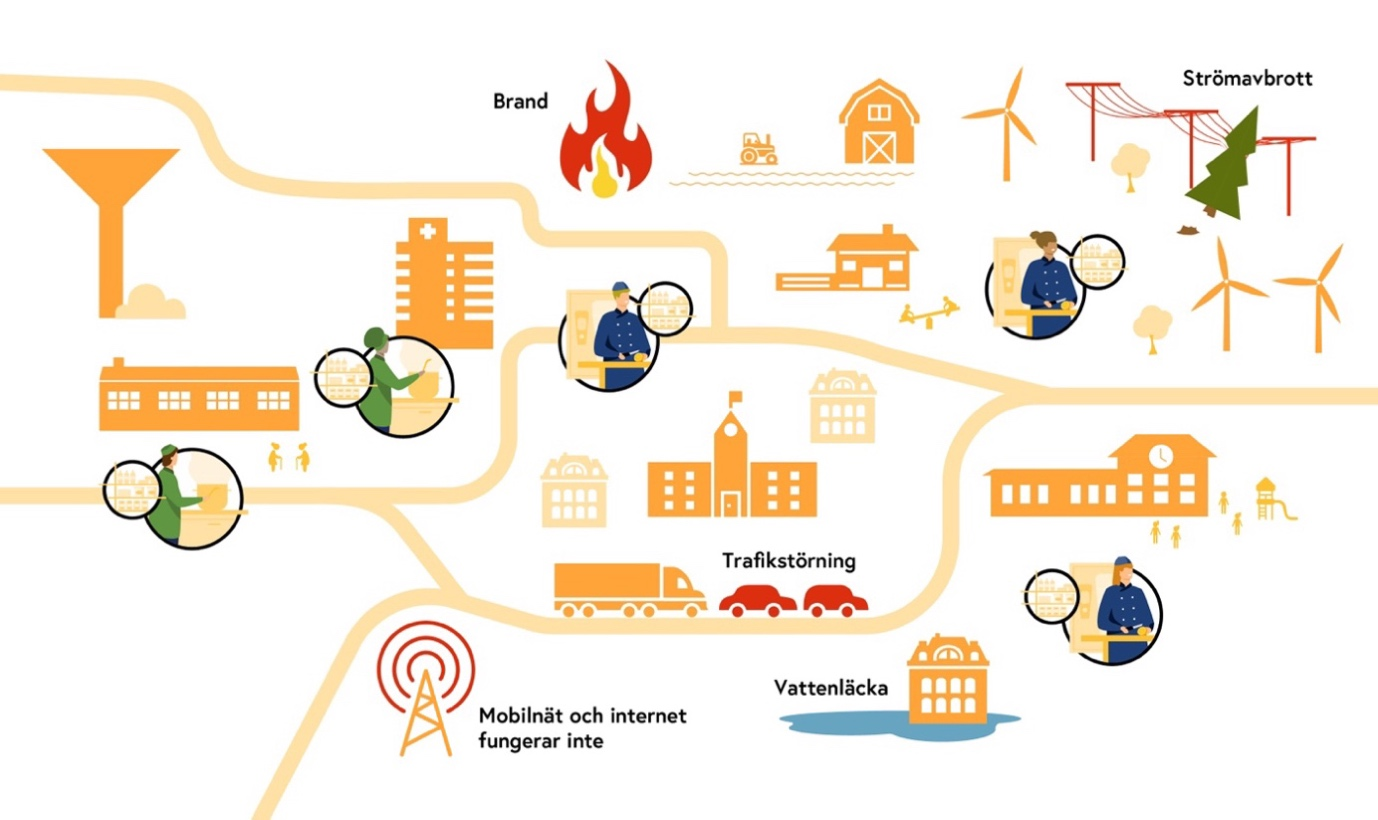 Strömavbrott
Brand
Trafikstörning
Vattenläcka
Mobilnät och internet
fungerar inte